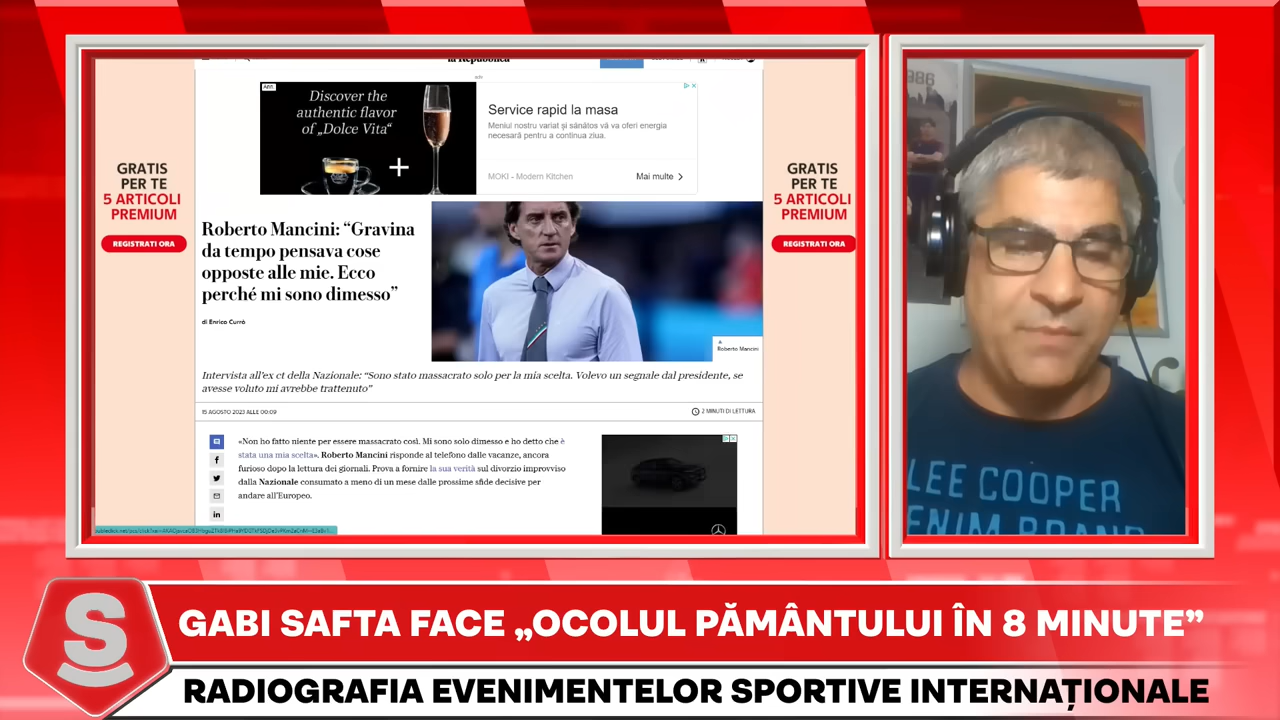 la Repubblica
adv
Ann.
Discover the
authentic flavor
of „Dolce Vita“
Service rapid la masa
Meniul nostru variat și sănătos vă va oferi energia
necesară pentru a continua ziua.
MOKI - Modern Kitchen
Mai multe
GRATIS
PER TE
5 ARTICOLI
PREMIUM
REGISTRATI ORA
Roberto Mancini: “Gravina
da tempo pensava cose
opposte alle mie. Ecco
perché mi sono dimesso”
di Enrico Currò
Roberto Mancini
Intervista all’ex ct della Nazionale: “Sono stato massacrato solo per la mia scelta. Volevo un segnale dal presidente, se
avesse voluto mi avrebbe trattenuto”
15 AGOSTO 2023 ALLE 00:09
2 MINUTI DI LETTURA
«Non ho fatto niente per essere massacrato così. Mi sono solo dimesso e ho detto che è
stata una mia scelta». Roberto Mancini risponde al telefono dalle vacanze, ancora
furioso dopo la lettura dei giornali. Prova a fornire la sua verità sul divorzio improvviso
dalla Nazionale consumato a meno di un mese dalle prossime sfide decisive per
andare all’Europeo.
GRATIS
PER TE
5 ARTICOLI
PREMIUM
REGISTRATI ORA
986
LEE COOPER
DENIM BRAND
S
GABI SAFTA FACE „OCOLUL PĂMÂNTULUI ÎN 8 MINUTE”
RADIOGRAFIA EVENIMENTELOR SPORTIVE INTERNAȚIONALE